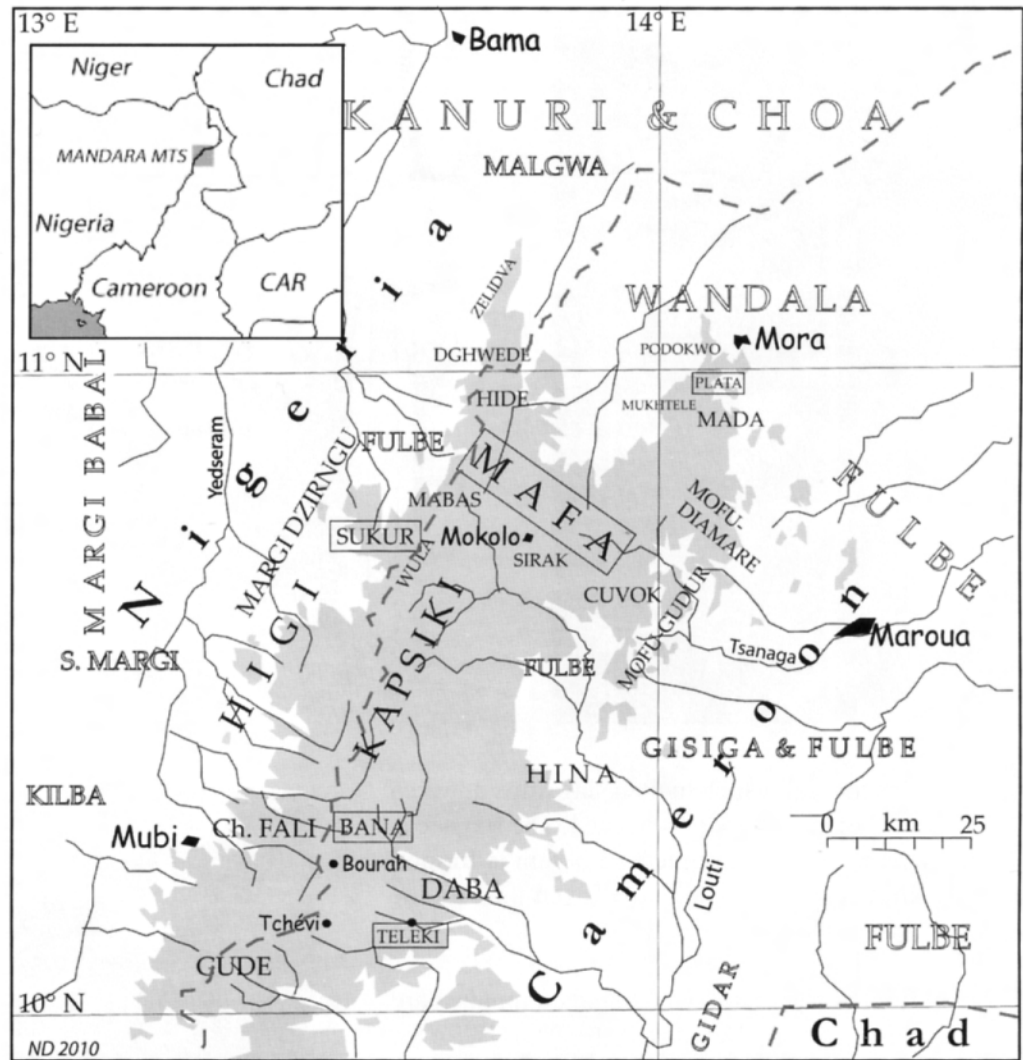 13° E
14° E
Bama
Niger
Chad
MANDARA MTS
Nigeria
Cameroon
CAR
KANURI & CHOA
MALGWA
Nigeria
ZELIDVA
WANDALA
DGHWEDE
PODOKWO
Mora
11° N
PLATA
HIDE
MUKHTELE
MADA
MARGI BABAL
Yedseram
FULBE
MAFA
FULBE
MARGI DZIRNGU
MABAS
MOFU-
DIAMARE
SUKUR
Mokolo
WULA
SIRAK
HIGI
CUVOK
MOFU-GUDUR
Maroua
S. MARGI
KAPSIKI
FULBE
Tsanaga
Cameroon
GISIGA & FULBE
HINA
KILBA
Ch. FALI
BANA
0 km 25
Mubi
Bourah
DABA
Louti
Tchévi
TELEKI
FULBE
GUDE
GIDAR
10° N
Chad
ND 2010